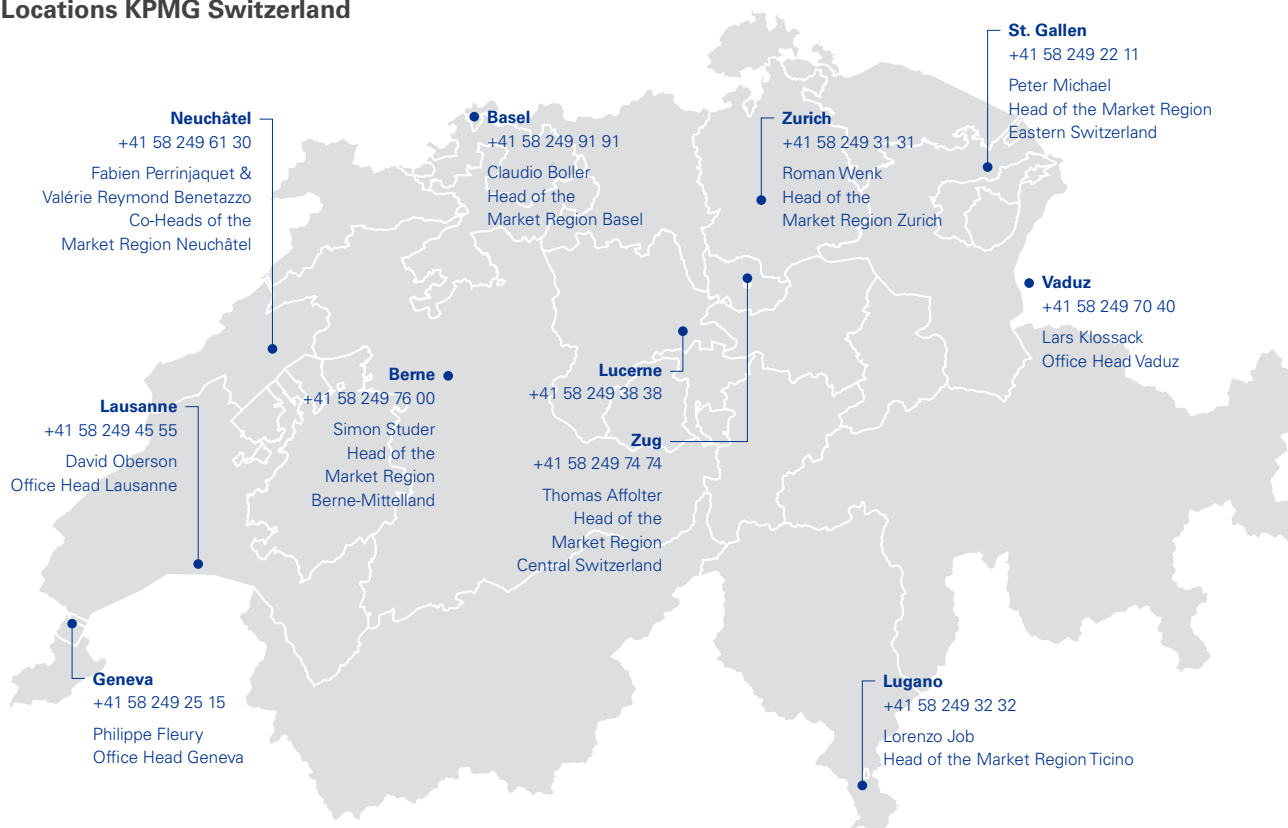 Locations KPMG Switzerland
St. Gallen
+41 58 249 22 11
Peter Michael
Head of the Market Region
Eastern Switzerland
Neuchâtel
+41 58 249 61 30
Fabien Perrinjaquet &
Valérie Reymond Benetazzo
Co-Heads of the
Market Region Neuchâtel
Basel
+41 58 249 91 91
Claudio Boller
Head of the
Market Region Basel
Zurich
+41 58 249 31 31
Roman Wenk
Head of the
Market Region Zurich
Vaduz
+41 58 249 70 40
Lars Klossack
Office Head Vaduz
Berne
+41 58 249 76 00
Simon Studer
Head of the
Market Region
Berne-Mittelland
Lucerne
+41 58 249 38 38
Zug
+41 58 249 74 74
Thomas Affolter
Head of the
Market Region
Central Switzerland
Lausanne
+41 58 249 45 55
David Oberson
Office Head Lausanne
Geneva
+41 58 249 25 15
Philippe Fleury
Office Head Geneva
Lugano
+41 58 249 32 32
Lorenzo Job
Head of the Market Region Ticino